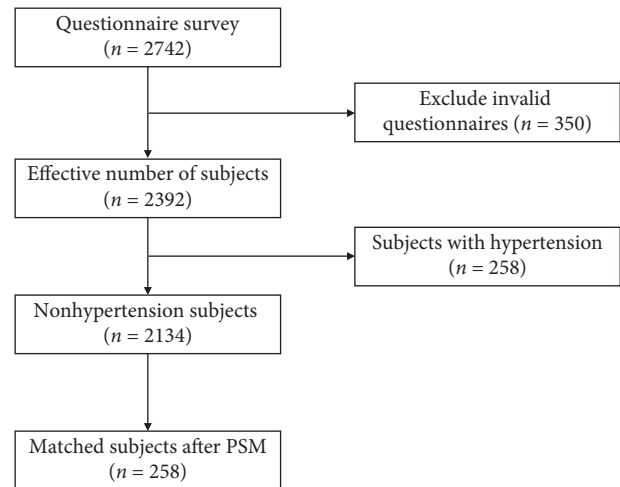 Questionnaire survey
(n = 2742)
Exclude invalid
questionnaires (n = 350)
Effective number of subjects
(n = 2392)
Subjects with hypertension
(n = 258)
Nonhypertension subjects
(n = 2134)
Matched subjects after PSM
(n = 258)